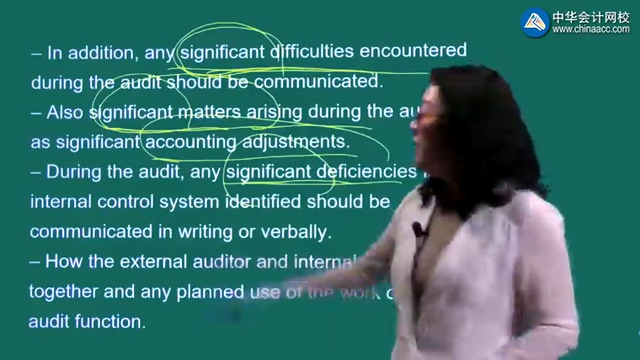 中华会计网校
www.chinaacc.com
– In addition, any significant difficulties encountered
during the audit should be communicated.
– Also significant matters arising during the au
as significant accounting adjustments.
– During the audit, any significant deficiencies
internal control system identified should be
communicated in writing or verbally.
– How the external auditor and internal
together and any planned use of the work
audit function.